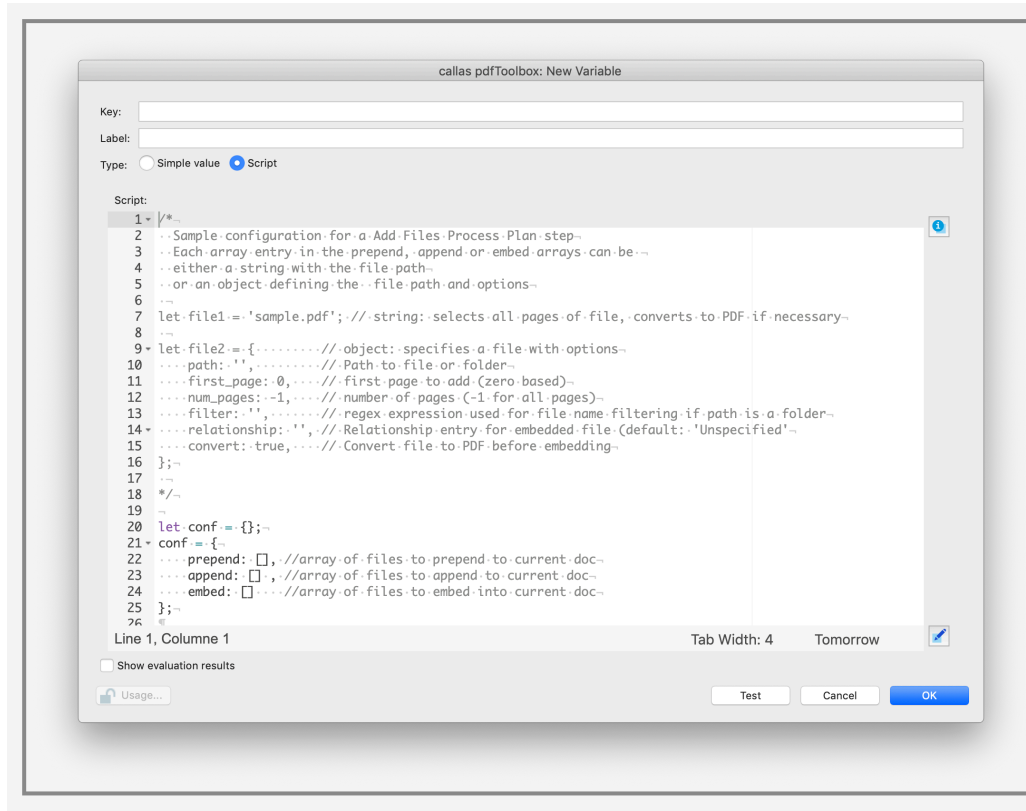 callas pdfToolbox: New Variable
Key:
Label:
Type: Simple value Script
Script:
1 /*¬
2 ··Sample·configuration·for·a·Add·Files·Process·Plan·step¬
3 ··Each·array·entry·in·the·prepend,·append·or·embed·arrays·can·be·¬
4 ··either·a·string·with·the·file·path¬
5 ··or·an·object·defining·the··file·path·and·options¬
6 ·¬
7 let·file1·=·'sample.pdf';·//·string:·selects·all·pages·of·file,·converts·to·PDF·if·necessary¬
8 ·¬
9 let·file2·=·{·········//·object:·specifies·a·file·with·options¬
10 ····path:·'',·········//·Path·to·file·or·folder¬
11 ····first_page:·0,····//·first·page·to·add·(zero·based)¬
12 ····num_pages:·-1,····//·number·of·pages·(-1·for·all·pages)¬
13 ····filter:·'',·······//·regex·expression·used·for·file·name·filtering·if·path·is·a·folder¬
14 ····relationship:·'',·//·Relationship·entry·for·embedded·file·(default:·'Unspecified'¬
15 ····convert:·true,····//·Convert·file·to·PDF·before·embedding¬
16 };¬
17 ·¬
18 */¬
19 ¬
20 let·conf·=·{};¬
21 conf·=·{¬
22 ····prepend:·[],·//array·of·files·to·prepend·to·current·doc¬
23 ····append:·[]·,·//array·of·files·to·append·to·current·doc¬
24 ····embed:·[]····//array·of·files·to·embed·into·current·doc¬
25 };¬
26 ¶
Line 1, Columne 1 Tab Width: 4 Tomorrow
Show evaluation results
Usage... Test Cancel OK